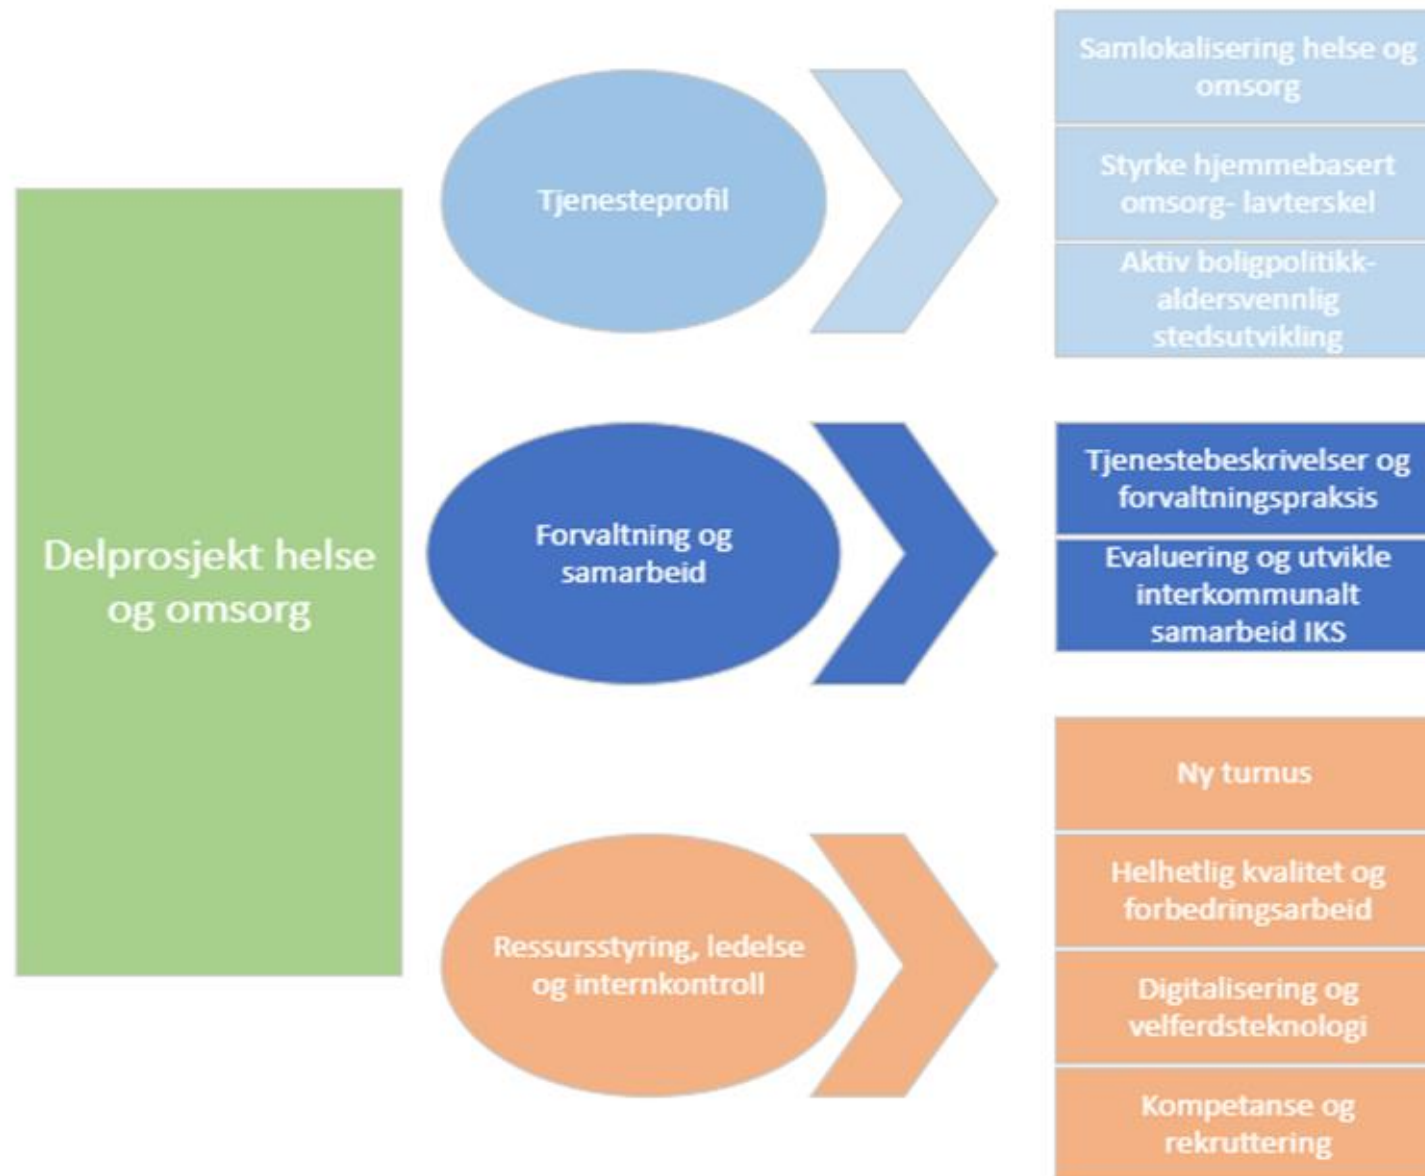 Delprosjekt helse
og omsorg
Tjenesteprofil
Samlokalisering helse og
omsorg
Styrke hjemmebasert
omsorg- lavterskel
Aktiv boligpolitikk-
aldersvennlig
stedsutvikling
Forvaltning og
samarbeid
Tjenestebeskrivelser og
forvaltningspraksis
Evaluering og utvikle
interkommunalt
samarbeid IKS
Ressursstyring, ledelse
og internkontroll
Ny turnus
Helhetlig kvalitet og
forbedringsarbeid
Digitalisering og
velferdsteknologi
Kompetanse og
rekruttering